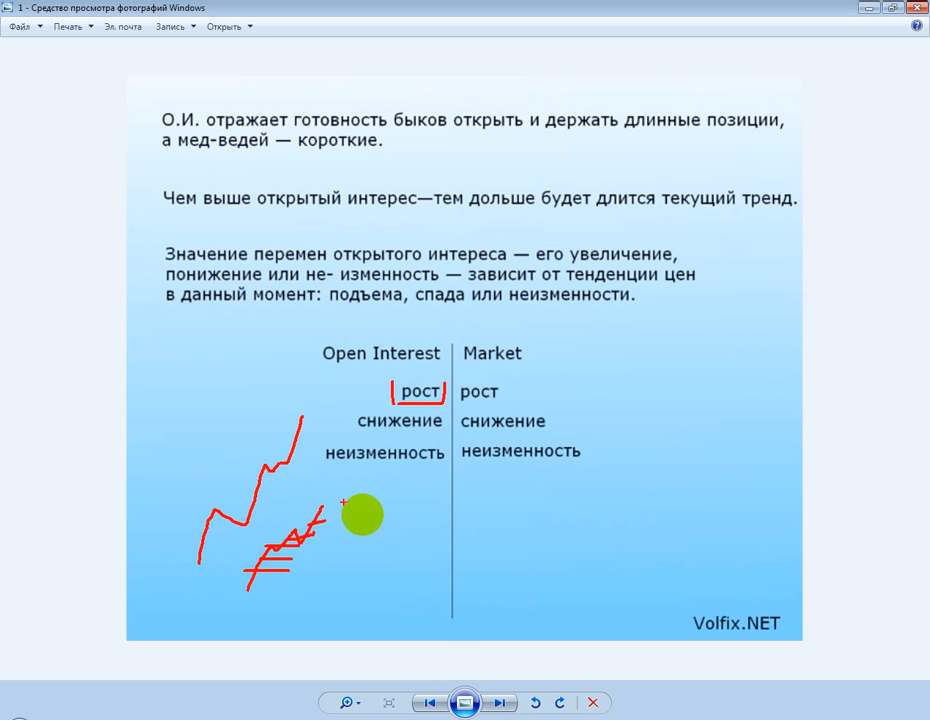 1 - Средство просмотра фотографий Windows
Файл Печать Эл. почта Запись Открыть
О.И. отражает готовность быков открыть и держать длинные позиции,
а мед-ведей — короткие.
Чем выше открытый интерес—тем дольше будет длится текущий тренд.
Значение перемен открытого интереса — его увеличение,
понижение или не- изменность — зависит от тенденции цен
в данный момент: подъема, спада или неизменности.
Open Interest Market
рост рост
снижение снижение
неизменность неизменность
Volfix.NET